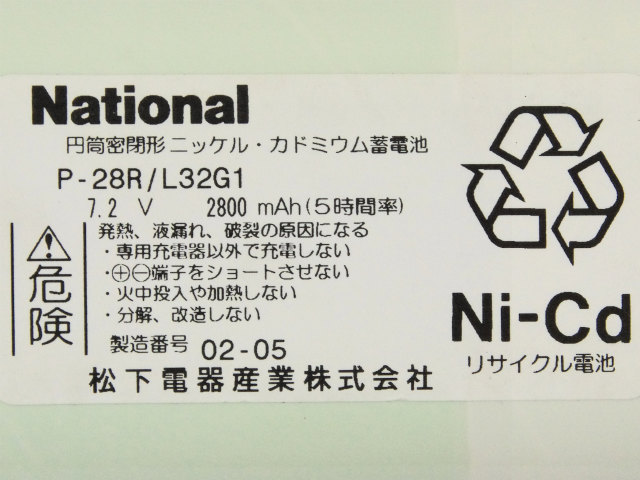 National
円筒密閉形ニッケル・カドミウム蓄電池
P-28R/L32G1
7.2 V 2800 mAh(5時間率)
危険
発熱、液漏れ、破裂の原因になる
・専用充電器以外で充電しない
・⊕⊖端子をショートさせない
・火中投入や加熱しない
・分解、改造しない
製造番号 02-05
松下電器産業株式会社
Ni-Cd
リサイクル電池